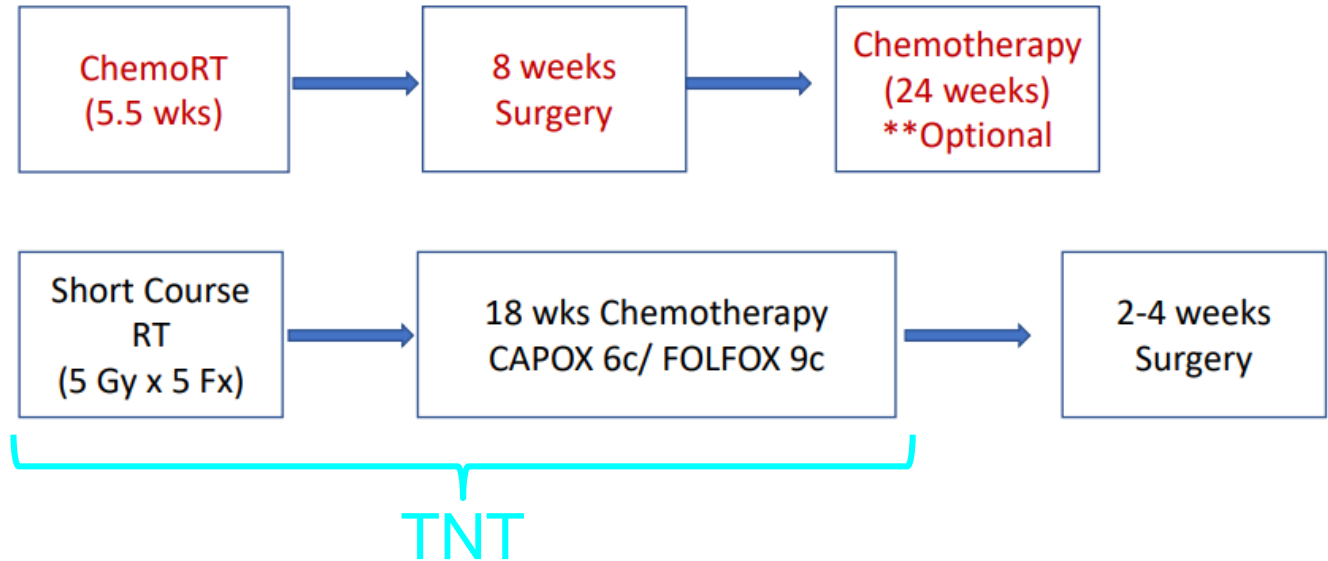 ChemoRT
(5.5 wks)
8 weeks
Surgery
Chemotherapy
(24 weeks)
**Optional
Short Course
RT
(5 Gy x 5 Fx)
18 wks Chemotherapy
CAPOX 6c/ FOLFOX 9c
2-4 weeks
Surgery
TNT